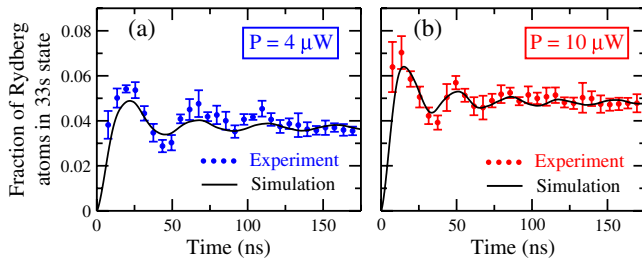 (a)
P = 4 μW
(b)
P = 10 μW
Fraction of Rydberg
atoms in 33s state
0.08
0.06
0.04
0.02
0
Experiment
Simulation
Experiment
Simulation
0
50
100
150
0
50
100
150
Time (ns)
Time (ns)